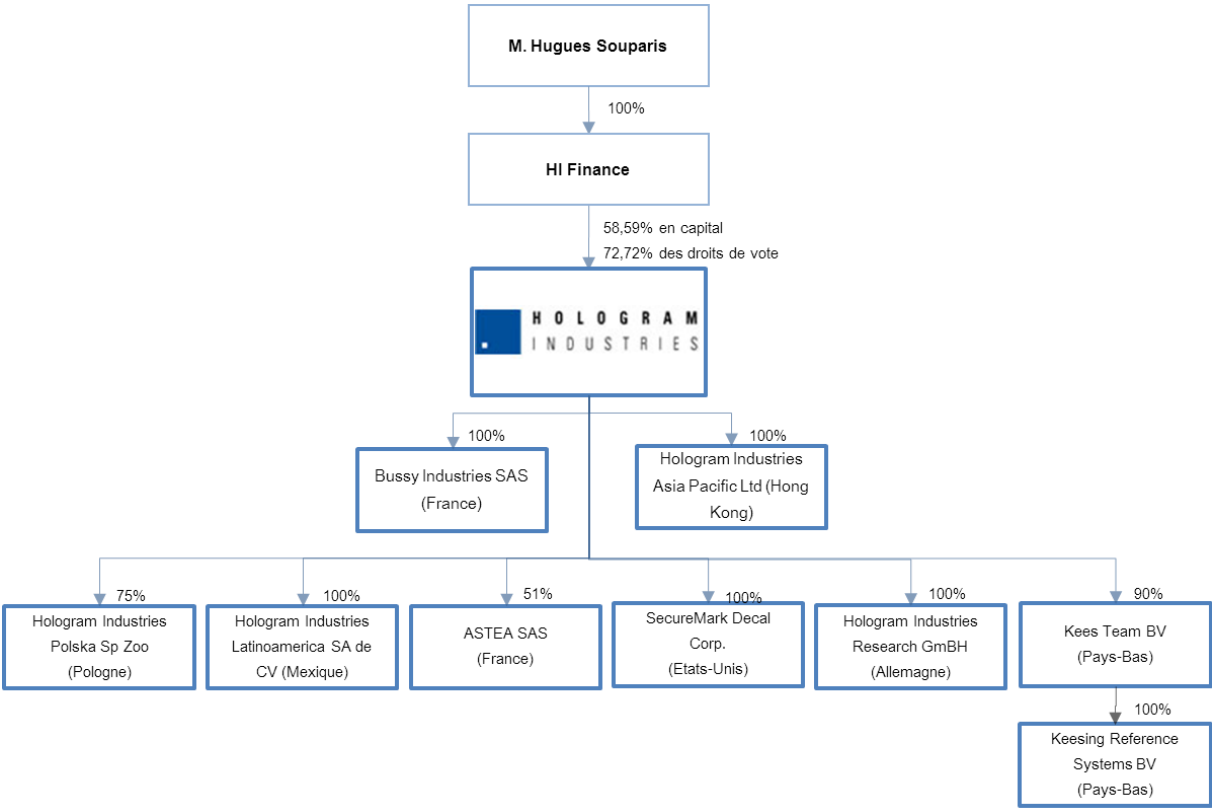 M. Hugues Souparis
100%
HI Finance
58,59% en capital
72,72% des droits de vote
HOLOGRAM
INDUSTRIES
100%
Bussy Industries SAS
(France)
100%
Hologram Industries
Asia Pacific Ltd (Hong
Kong)
75%
Hologram Industries
Polska Sp Zoo
(Pologne)
100%
Hologram Industries
Latinoamerica SA de
CV (Mexique)
51%
ASTEA SAS
(France)
100%
SecureMark Decal
Corp.
(Etats-Unis)
100%
Hologram Industries
Research GmBH
(Allemagne)
90%
Kees Team BV
(Pays-Bas)
100%
Keesing Reference
Systems BV
(Pays-Bas)